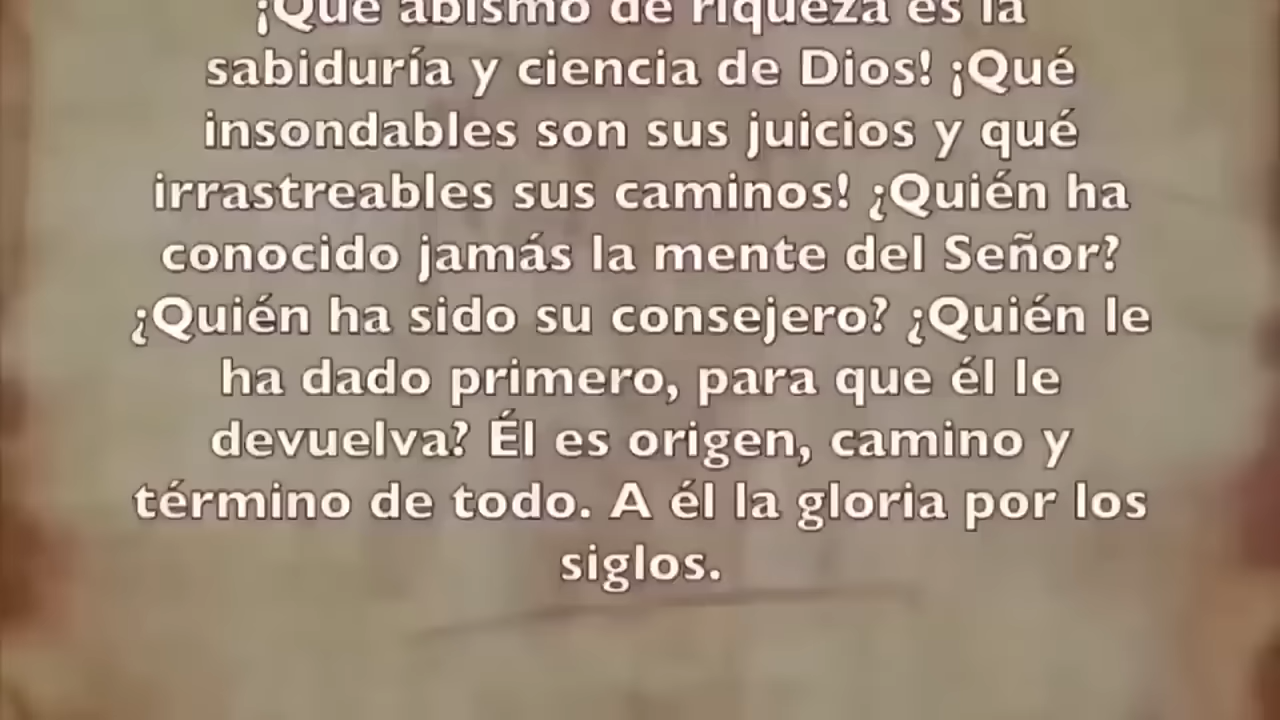 ¡Qué abismo de riqueza es la
sabiduría y ciencia de Dios! ¡Qué
insondables son sus juicios y qué
irrastreables sus caminos! ¿Quién ha
conocido jamás la mente del Señor?
¿Quién ha sido su consejero? ¿Quién le
ha dado primero, para que él le
devuelva? Él es origen, camino y
término de todo. A él la gloria por los
siglos.